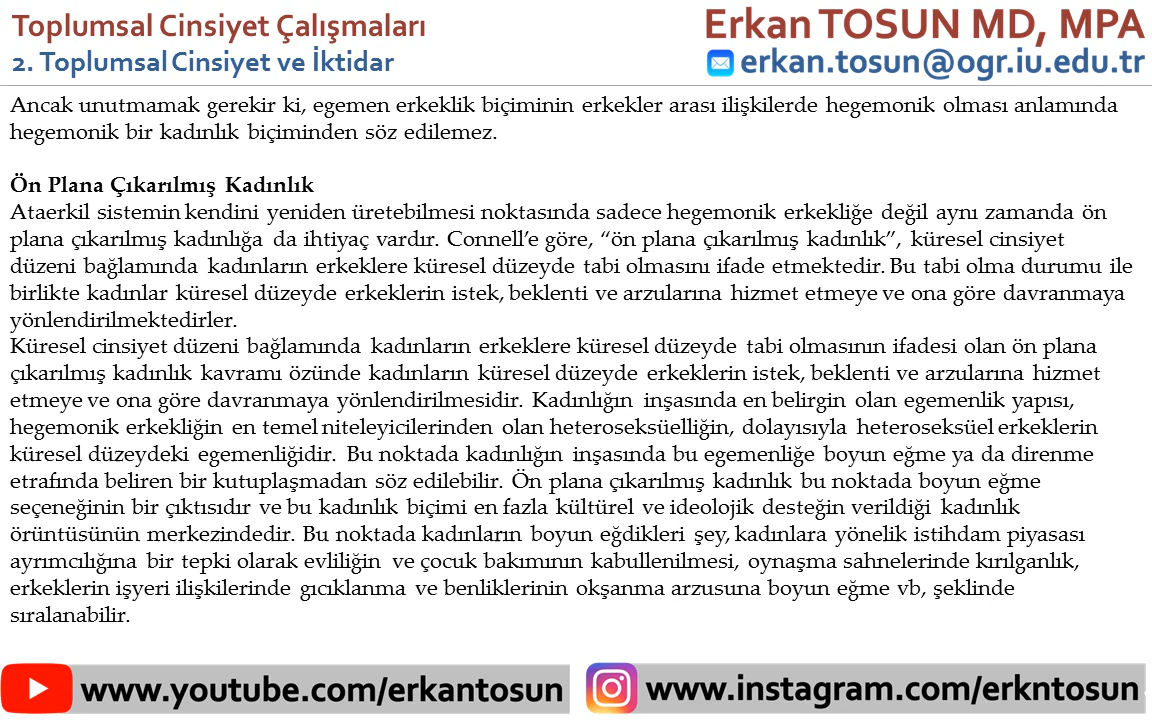 Toplumsal Cinsiyet Çalışmaları
2. Toplumsal Cinsiyet ve İktidar
Erkan TOSUN MD, MPA
erkan.tosun@ogr.iu.edu.tr
Ancak unutmamak gerekir ki, egemen erkeklik biçiminin erkekler arası ilişkilerde hegemonik olması anlamında
hegemonik bir kadınlık biçiminden söz edilemez.
Ön Plana Çıkarılmış Kadınlık
Ataerkil sistemin kendini yeniden üretebilmesi noktasında sadece hegemonik erkekliğe değil aynı zamanda ön
plana çıkarılmış kadınlığa da ihtiyaç vardır. Connell’e göre, “ön plana çıkarılmış kadınlık”, küresel cinsiyet
düzeni bağlamında kadınların erkeklere küresel düzeyde tabi olmasını ifade etmektedir. Bu tabi olma durumu ile
birlikte kadınlar küresel düzeyde erkeklerin istek, beklenti ve arzularına hizmet etmeye ve ona göre davranmaya
yönlendirilmektedirler.
Küresel cinsiyet düzeni bağlamında kadınların erkeklere küresel düzeyde tabi olmasının ifadesi olan ön plana
çıkarılmış kadınlık kavramı özünde kadınların küresel düzeyde erkeklerin istek, beklenti ve arzularına hizmet
etmeye ve ona göre davranmaya yönlendirilmesidir. Kadınlığın inşasında en belirgin olan egemenlik yapısı,
hegemonik erkekliğin en temel niteleyicilerinden olan heteroseksüelliğin, dolayısıyla heteroseksüel erkeklerin
küresel düzeydeki egemenliğidir. Bu noktada kadınlığın inşasında bu egemenliğe boyun eğme ya da direnme
etrafında beliren bir kutuplaşmadan söz edilebilir. Ön plana çıkarılmış kadınlık bu noktada boyun eğme
seçeneğinin bir çıktısıdır ve bu kadınlık biçimi en fazla kültürel ve ideolojik desteğin verildiği kadınlık
örüntüsünün merkezindedir. Bu noktada kadınların boyun eğdikleri şey, kadınlara yönelik istihdam piyasası
ayrımcılığına bir tepki olarak evliliğin ve çocuk bakımının kabullenilmesi, oynaşma sahnelerinde kırılganlık,
erkeklerin işyeri ilişkilerinde gıcıklanma ve benliklerinin okşanma arzusuna boyun eğme vb, şeklinde
sıralanabilir.
www.youtube.com/erkantosun
www.instagram.com/erkntosun